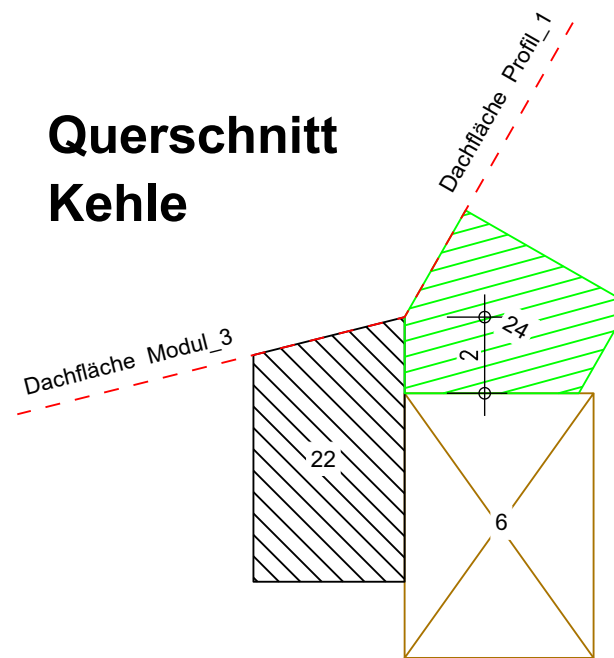 Dachfläche Profil_1
Querschnitt
Kehle
Dachfläche Modul_3
24
2
22
6